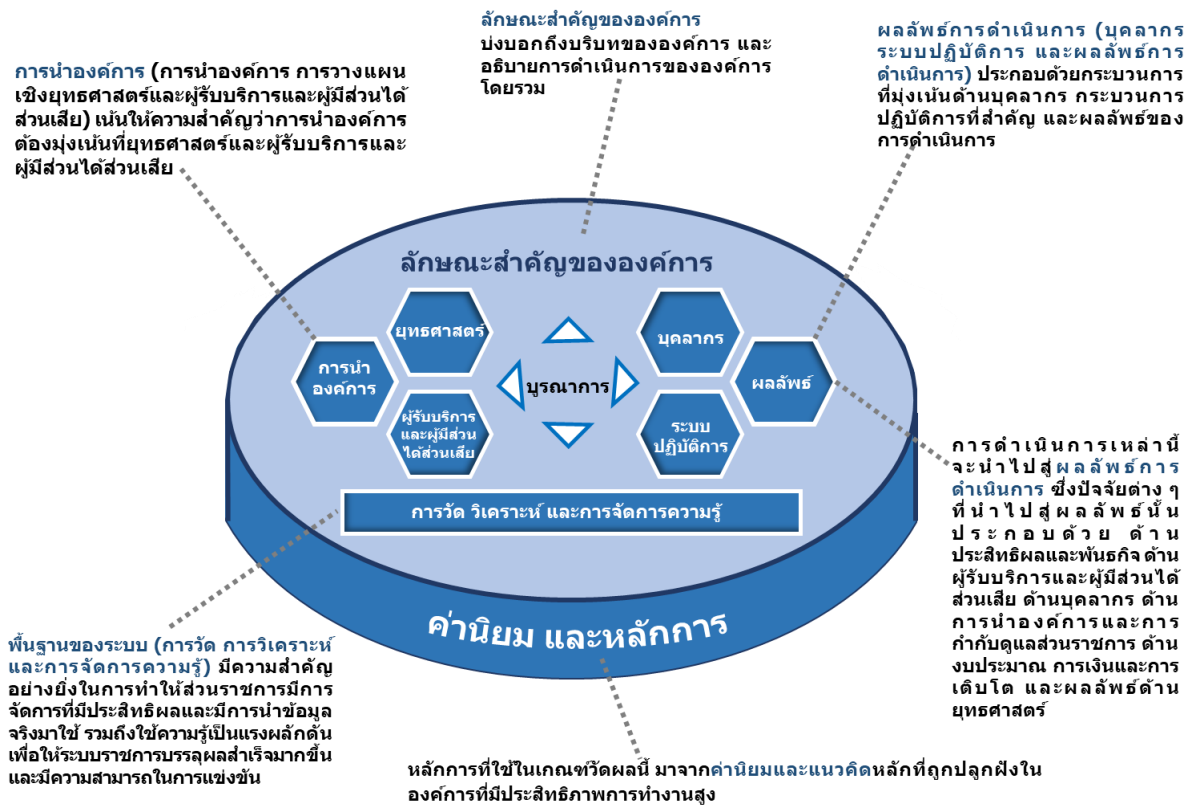 ลักษณะสำคัญขององค์การ
บ่งบอกถึงบริบทขององค์การ และ
อธิบายการดำเนินการขององค์การ
โดยรวม
การนำองค์การ (การนำองค์การ การวางแผน
เชิงยุทธศาสตร์และผู้รับบริการและผู้มีส่วนได้
ส่วนเสีย) เน้นให้ความสำคัญว่าการนำองค์การ
ต้องมุ่งเน้นที่ยุทธศาสตร์และผู้รับบริการและ
ผู้มีส่วนได้ส่วนเสีย
ผลลัพธ์การดำเนินการ (บุคลากร
ระบบปฏิบัติการ และผลลัพธ์การ
ดำเนินการ) ประกอบด้วยกระบวนการ
ที่มุ่งเน้นด้านบุคลากร กระบวนการ
ปฏิบัติการที่สำคัญ และผลลัพธ์ของ
การดำเนินการ
ลักษณะสำคัญขององค์การ
ยุทธศาสตร์
การนำ
องค์การ
ผู้รับบริการ
และผู้มีส่วน
ได้ส่วนเสีย
บูรณาการ
บุคลากร
ผลลัพธ์
ระบบ
ปฏิบัติการ
การวัด วิเคราะห์ และการจัดการความรู้
ค่านิยม และหลักการ
การดำเนินการเหล่านี้
จะนำไปสู่ผลลัพธ์การ
ดำเนินการ ซึ่งปัจจัยต่าง ๆ
ที่นำไปสู่ผลลัพธ์นั้น
ประกอบด้วย ด้าน
ประสิทธิผลและพันธกิจ ด้าน
ผู้รับบริการและผู้มีส่วนได้
ส่วนเสีย ด้านบุคลากร ด้าน
การนำองค์การและการ
กำกับดูแลส่วนราชการ ด้าน
งบประมาณ การเงินและการ
เติบโต และผลลัพธ์ด้าน
ยุทธศาสตร์
พื้นฐานของระบบ (การวัด การวิเคราะห์
และการจัดการความรู้) มีความสำคัญ
อย่างยิ่งในการทำให้ส่วนราชการมีการ
จัดการที่มีประสิทธิผลและมีการนำข้อมูล
จริงมาใช้ รวมถึงใช้ความรู้เป็นแรงผลักดัน
เพื่อให้ระบบราชการบรรลุผลสำเร็จมากขึ้น
และมีความสามารถในการแข่งขัน
หลักการที่ใช้ในเกณฑ์วัดผลนี้ มาจากค่านิยมและแนวคิดหลักที่ถูกปลูกฝังใน
องค์การที่มีประสิทธิภาพการทำงานสูง